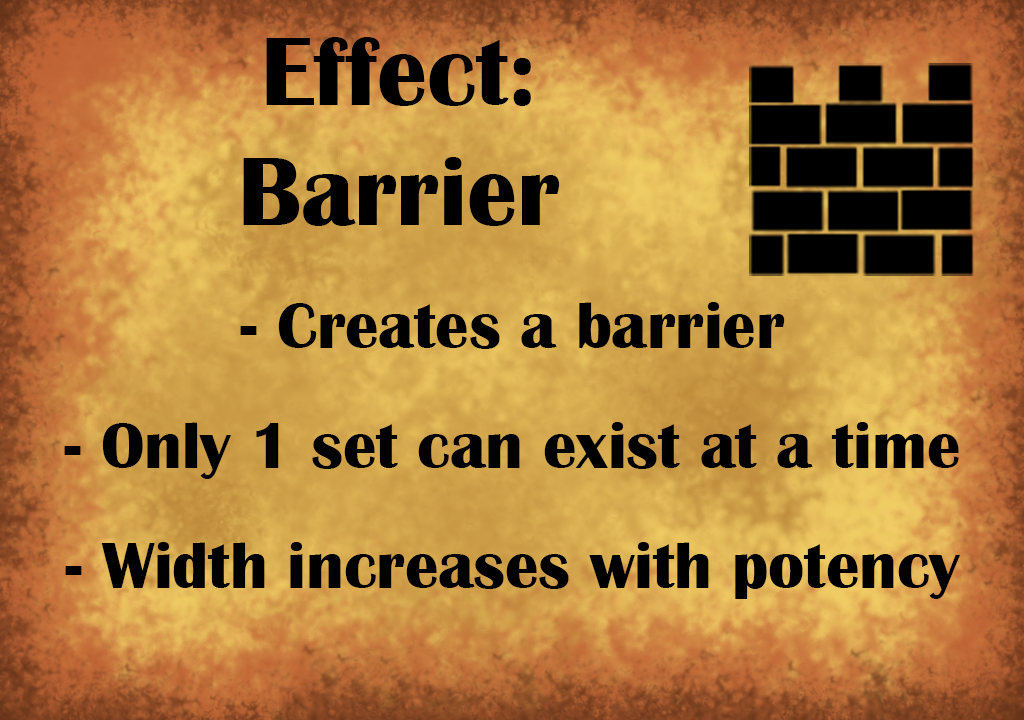 Effect:
Barrier
- Creates a barrier
- Only 1 set can exist at a time
- Width increases with potency